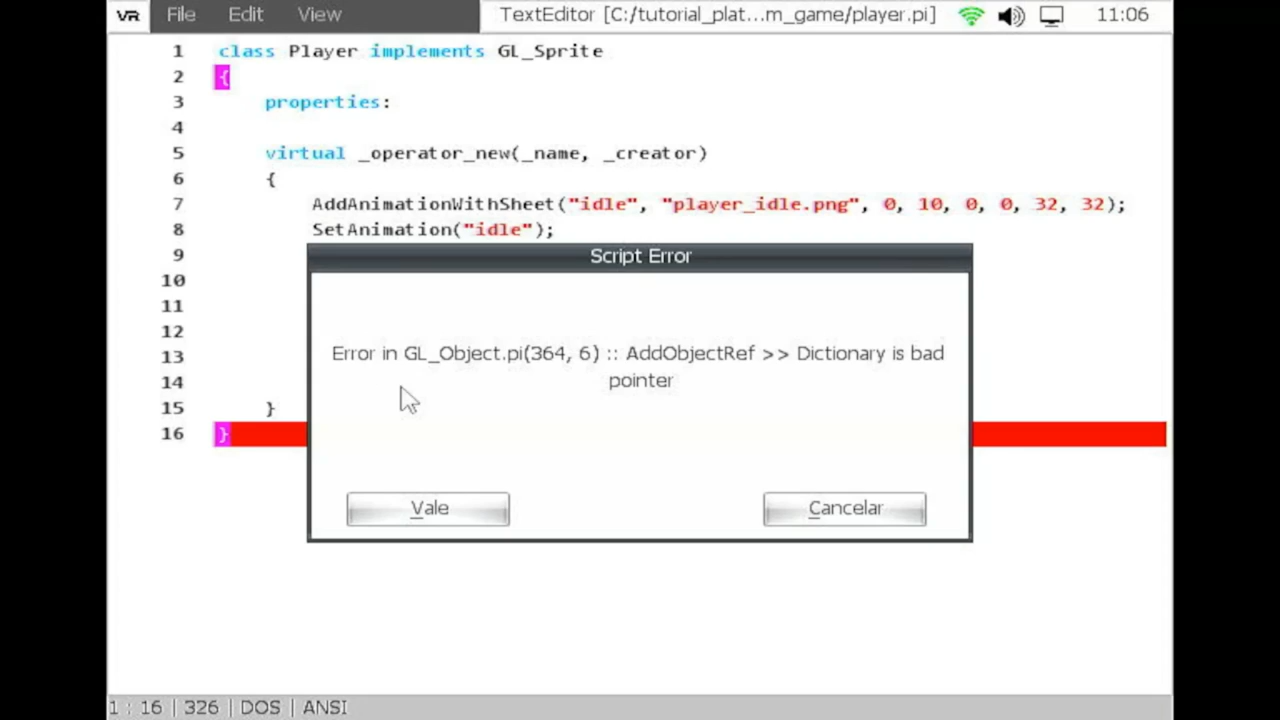 VR File Edit View TextEditor [C:/tutorial_plat...m_game/player.pi] 11:06
1 class Player implements GL_Sprite
2 {
3 properties:
4
5 virtual _operator_new(_name, _creator)
6 {
7 AddAnimationWithSheet("idle", "player_idle.png", 0, 10, 0, 0, 32, 32);
8 SetAnimation("idle");
9
10
11
12
13
14
15 }
16 }
Script Error
Error in GL_Object.pi(364, 6) :: AddObjectRef >> Dictionary is bad
pointer
Vale Cancelar
1 : 16 | 326 | DOS | ANSI